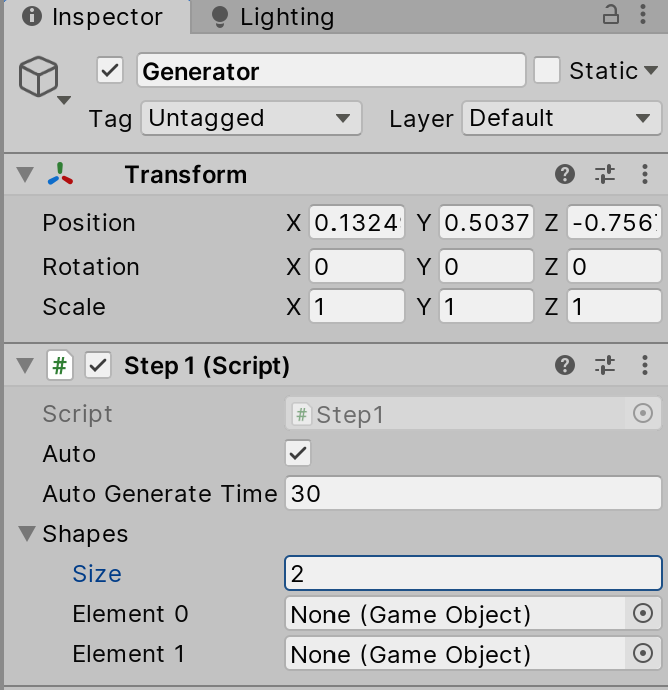 Inspector Lighting
Generator Static
Tag Untagged Layer Default
Transform
Position X 0.1324 Y 0.5037 Z -0.756
Rotation X 0 Y 0 Z 0
Scale X 1 Y 1 Z 1
# Step 1 (Script)
Script # Step1
Auto
Auto Generate Time 30
Shapes
Size 2
Element 0 None (Game Object)
Element 1 None (Game Object)